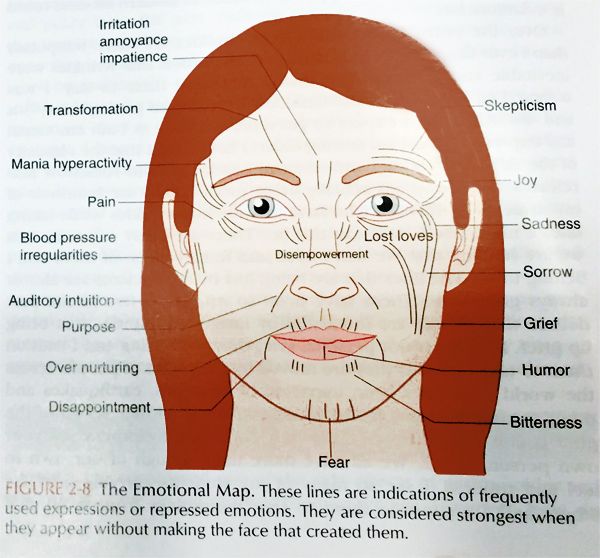 Irritation
annoyance
impatience
Transformation
Skepticism
Mania hyperactivity
Joy
Pain
Sadness
Lost loves
Blood pressure
irregularities
Disempowerment
Sorrow
Auditory intuition
Purpose
Grief
Over nurturing
Humor
Disappointment
Bitterness
Fear
FIGURE 2-8 The Emotional Map. These lines are indications of frequently
used expressions or repressed emotions. They are considered strongest when
they appear without making the face that created them.